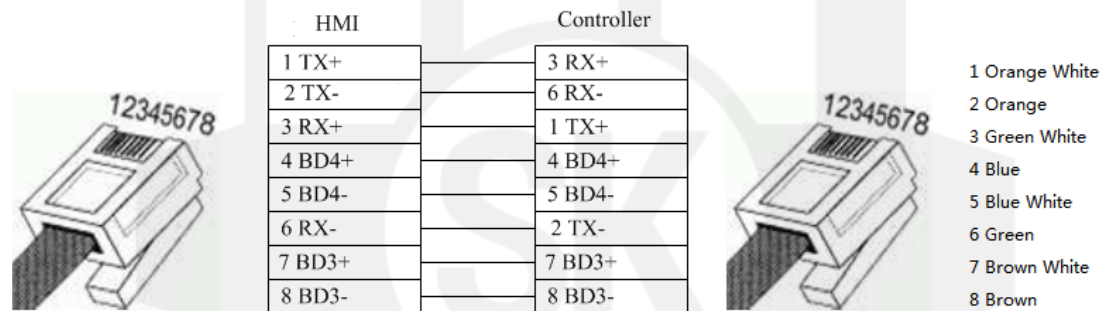 HMI
Controller
1 TX+
3 RX+
2 TX-
6 RX-
3 RX+
1 TX+
4 BD4+
4 BD4+
5 BD4-
5 BD4-
6 RX-
2 TX-
7 BD3+
7 BD3+
8 BD3-
8 BD3-
12345678
12345678
1 Orange White
2 Orange
3 Green White
4 Blue
5 Blue White
6 Green
7 Brown White
8 Brown
SK